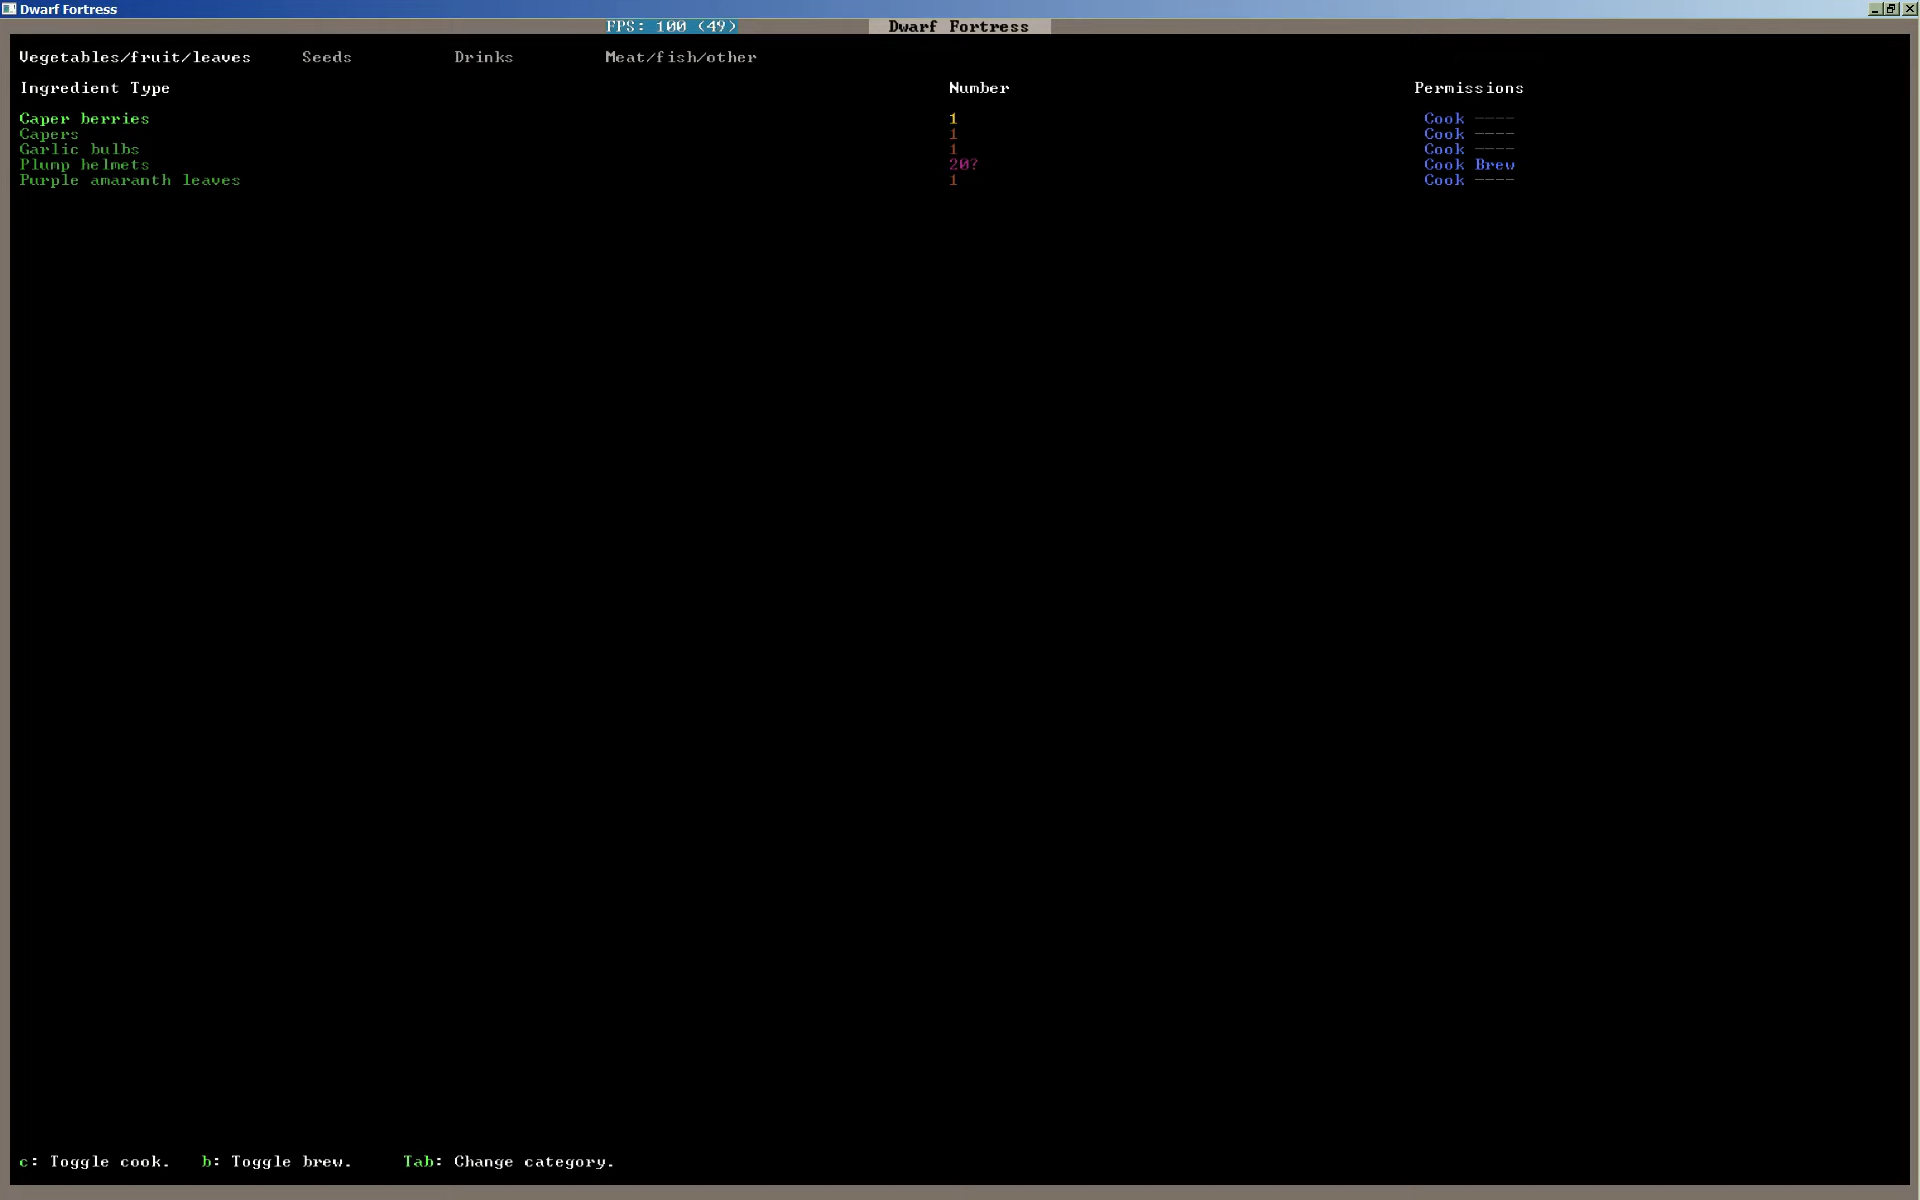 Dwarf Fortress
FPS: 100 (49) Dwarf Fortress
Vegetables/fruit/leaves Seeds Drinks Meat/fish/other
Ingredient Type Number Permissions
Caper berries 1 Cook ----
Capers 1 Cook ----
Garlic bulbs 1 Cook ----
Plump helmets 20? Cook Brew
Purple amaranth leaves 1 Cook ----
c: Toggle cook. b: Toggle brew. Tab: Change category.